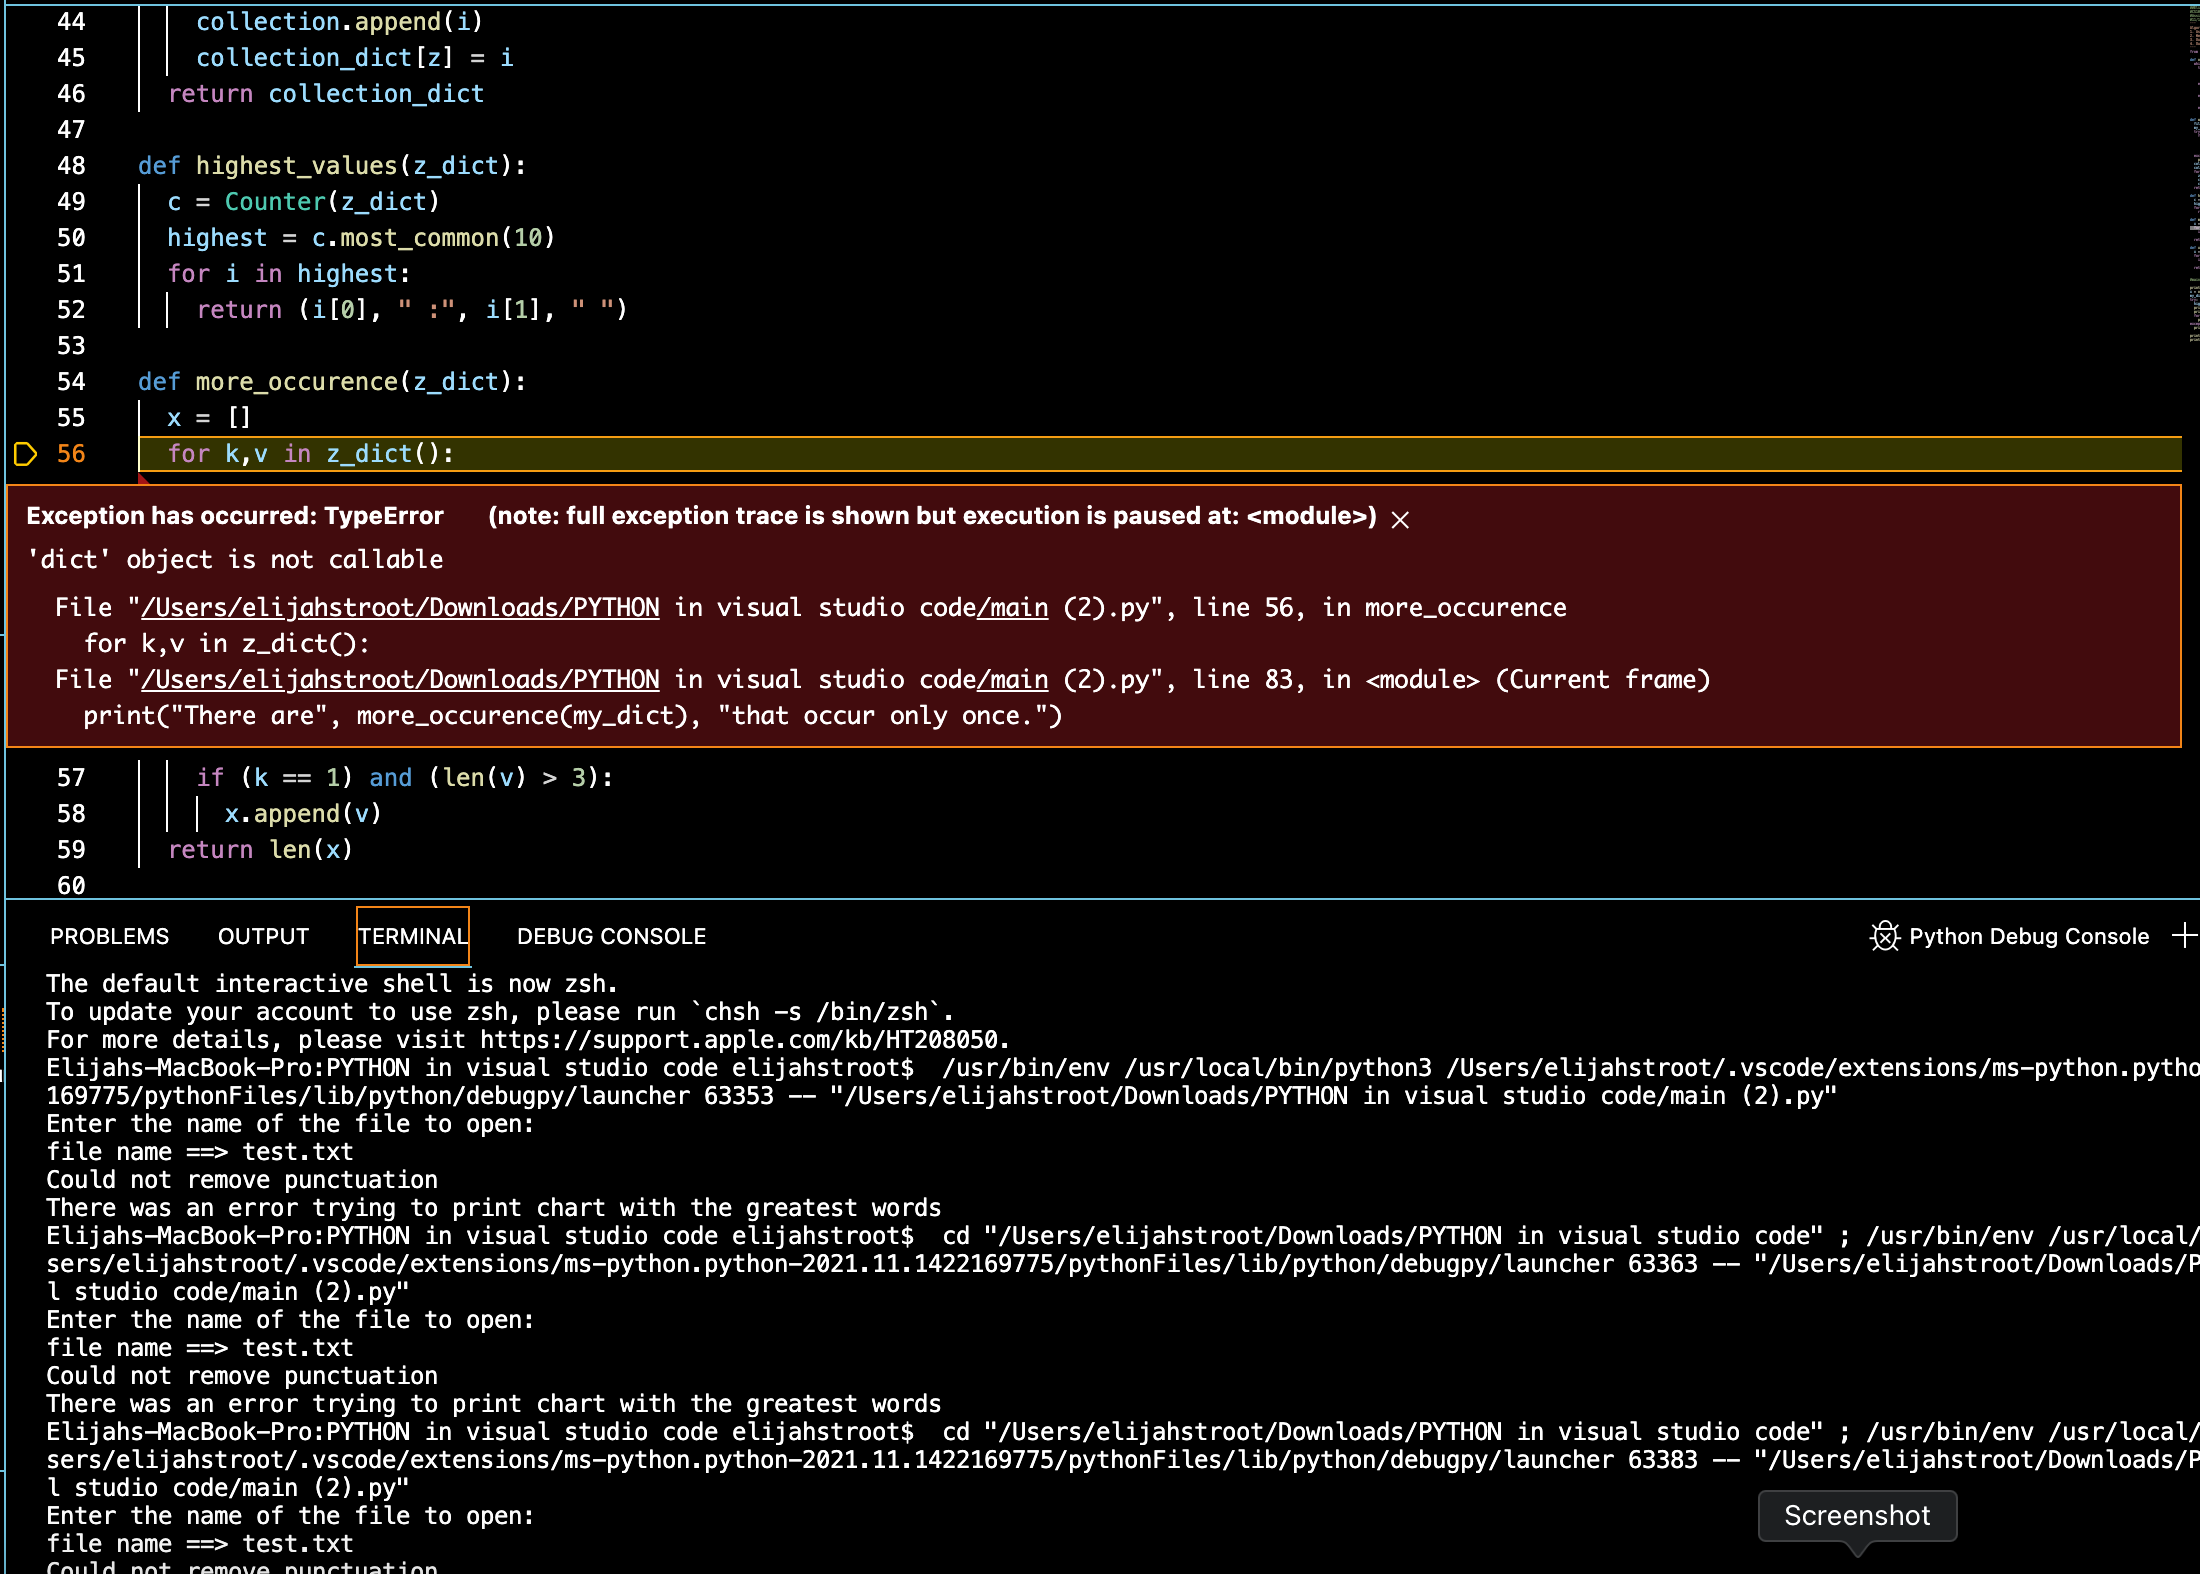 44 collection.append(i)
45 collection_dict[z] = i
46 return collection_dict
47
48 def highest_values(z_dict):
49 c = Counter(z_dict)
50 highest = c.most_common(10)
51 for i in highest:
52 return (i[0], " :", i[1], " ")
53
54 def more_occurence(z_dict):
55 x = []
56 for k,v in z_dict():
Exception has occurred: TypeError (note: full exception trace is shown but execution is paused at: <module>)
'dict' object is not callable
File "/Users/elijahstroot/Downloads/PYTHON in visual studio code/main (2).py", line 56, in more_occurence
for k,v in z_dict():
File "/Users/elijahstroot/Downloads/PYTHON in visual studio code/main (2).py", line 83, in <module> (Current frame)
print("There are", more_occurence(my_dict), "that occur only once.")
57 if (k == 1) and (len(v) > 3):
58 x.append(v)
59 return len(x)
60
PROBLEMS OUTPUT TERMINAL DEBUG CONSOLE Python Debug Console
The default interactive shell is now zsh.
To update your account to use zsh, please run `chsh -s /bin/zsh`.
For more details, please visit https://support.apple.com/kb/HT208050.
Elijahs-MacBook-Pro:PYTHON in visual studio code elijahstroot$ /usr/bin/env /usr/local/bin/python3 /Users/elijahstroot/.vscode/extensions/ms-python.pytho
169775/pythonFiles/lib/python/debugpy/launcher 63353 -- "/Users/elijahstroot/Downloads/PYTHON in visual studio code/main (2).py"
Enter the name of the file to open:
file name ==> test.txt
Could not remove punctuation
There was an error trying to print chart with the greatest words
Elijahs-MacBook-Pro:PYTHON in visual studio code elijahstroot$ cd "/Users/elijahstroot/Downloads/PYTHON in visual studio code" ; /usr/bin/env /usr/local/
sers/elijahstroot/.vscode/extensions/ms-python.python-2021.11.1422169775/pythonFiles/lib/python/debugpy/launcher 63363 -- "/Users/elijahstroot/Downloads/P
l studio code/main (2).py"
Enter the name of the file to open:
file name ==> test.txt
Could not remove punctuation
There was an error trying to print chart with the greatest words
Elijahs-MacBook-Pro:PYTHON in visual studio code elijahstroot$ cd "/Users/elijahstroot/Downloads/PYTHON in visual studio code" ; /usr/bin/env /usr/local/
sers/elijahstroot/.vscode/extensions/ms-python.python-2021.11.1422169775/pythonFiles/lib/python/debugpy/launcher 63383 -- "/Users/elijahstroot/Downloads/P
l studio code/main (2).py"
Enter the name of the file to open:
Screenshot
file name ==> test.txt
Could not remove punctuation